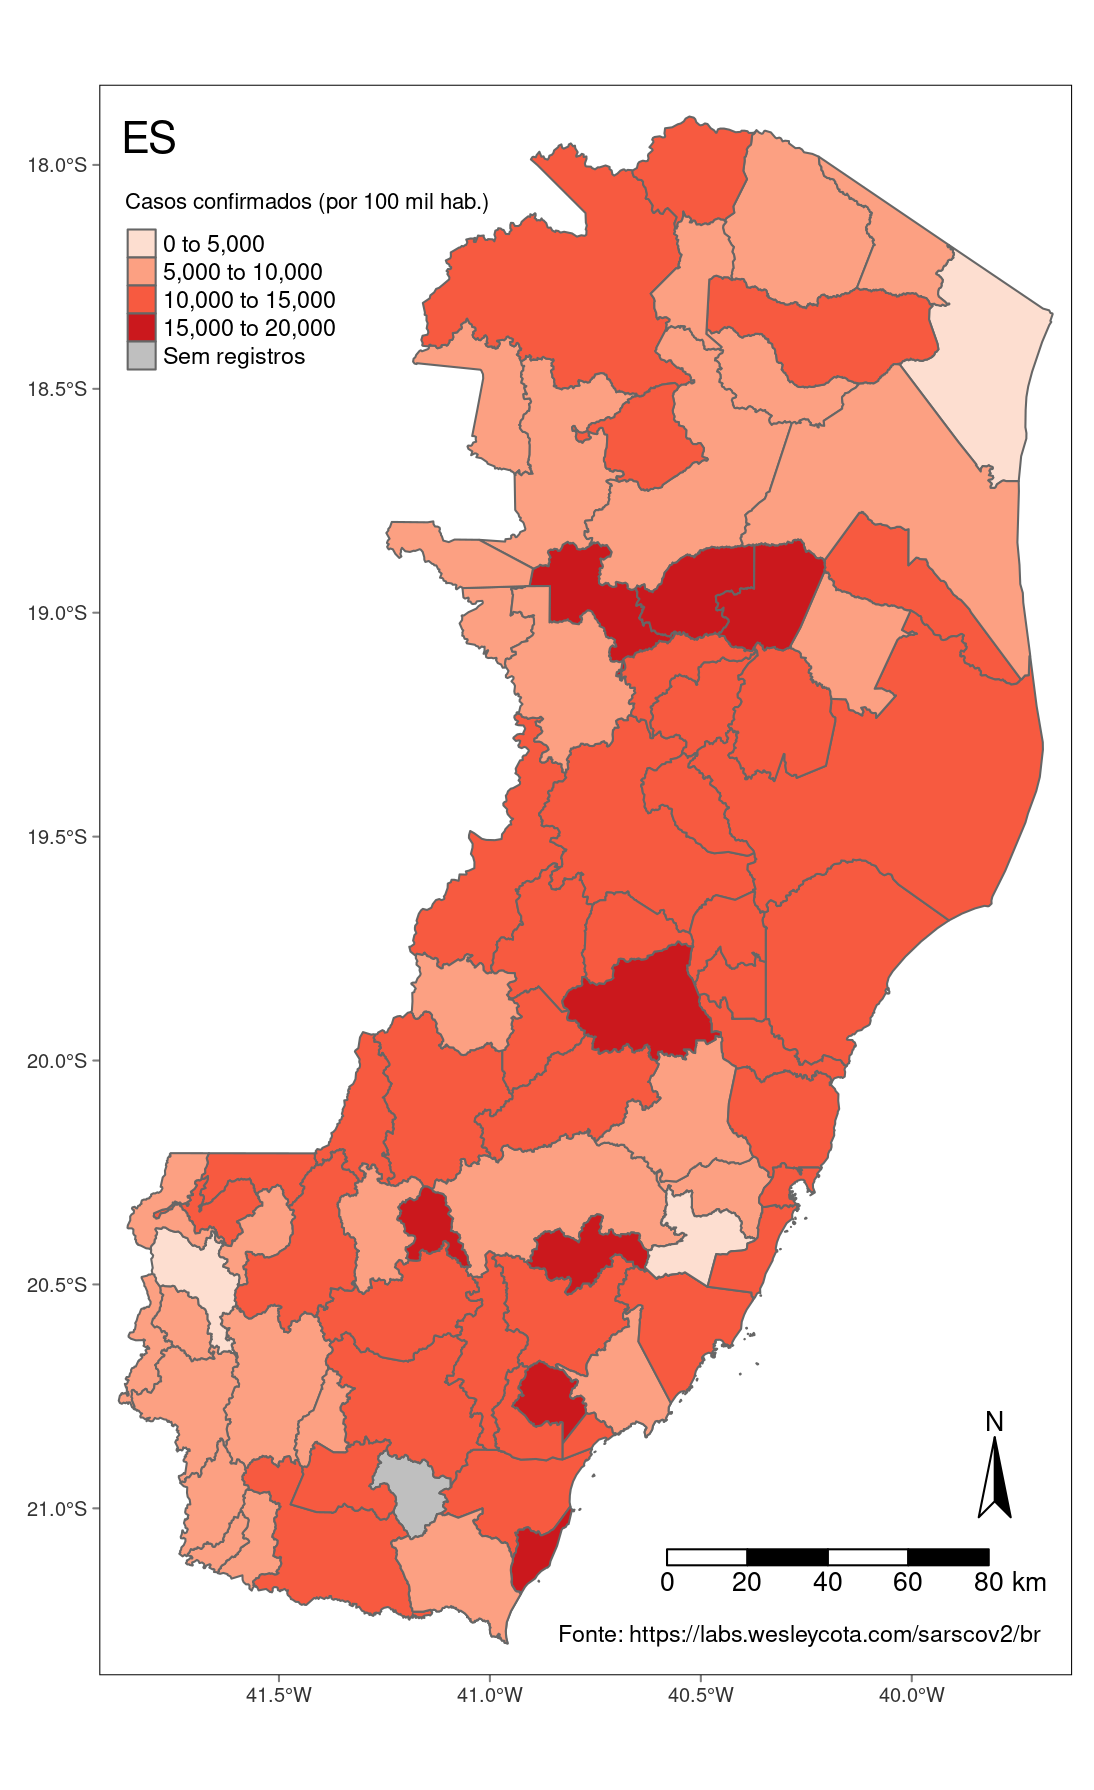 ES
Casos confirmados (por 100 mil hab.)
0 to 5,000
5,000 to 10,000
10,000 to 15,000
15,000 to 20,000
Sem registros
18.0°S
18.5°S
19.0°S
19.5°S
20.0°S
20.5°S
21.0°S
N
0 20 40 60 80 km
Fonte: https://labs.wesleycota.com/sarscov2/br
41.5°W 41.0°W 40.5°W 40.0°W